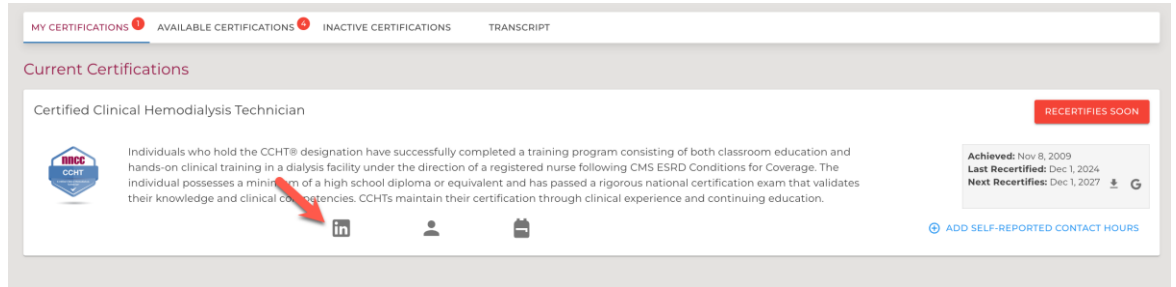 MY CERTIFICATIONS 1 AVAILABLE CERTIFICATIONS 4 INACTIVE CERTIFICATIONS TRANSCRIPT
Current Certifications
Certified Clinical Hemodialysis Technician
RECERTIFIES SOON
nncc
CCHT
Individuals who hold the CCHT® designation have successfully completed a training program consisting of both classroom education and
hands-on clinical training in a dialysis facility under the direction of a registered nurse following CMS ESRD Conditions for Coverage. The
individual possesses a minimum of a high school diploma or equivalent and has passed a rigorous national certification exam that validates
their knowledge and clinical competencies. CCHTs maintain their certification through clinical experience and continuing education.
Achieved: Nov 8, 2009
Last Recertified: Dec 1, 2024
Next Recertifies: Dec 1, 2027
G
in
ADD SELF-REPORTED CONTACT HOURS